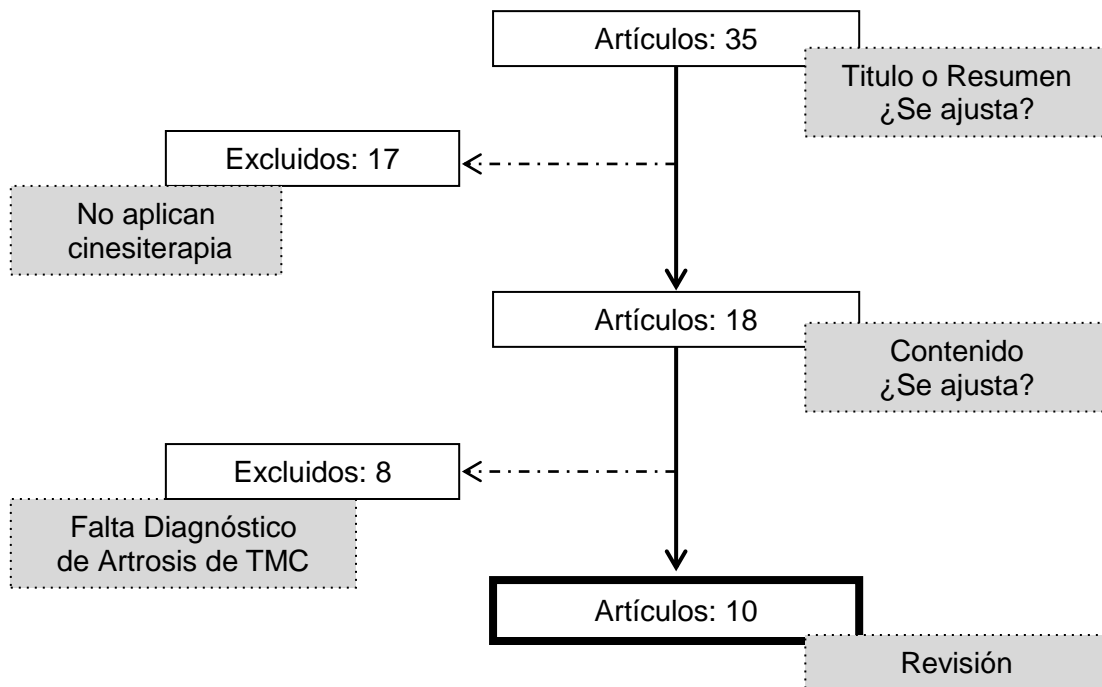 Artículos: 35
Titulo o Resumen
¿Se ajusta?
Excluidos: 17
No aplican
cinesiterapia
Artículos: 18
Contenido
¿Se ajusta?
Excluidos: 8
Falta Diagnóstico
de Artrosis de TMC
Artículos: 10
Revisión